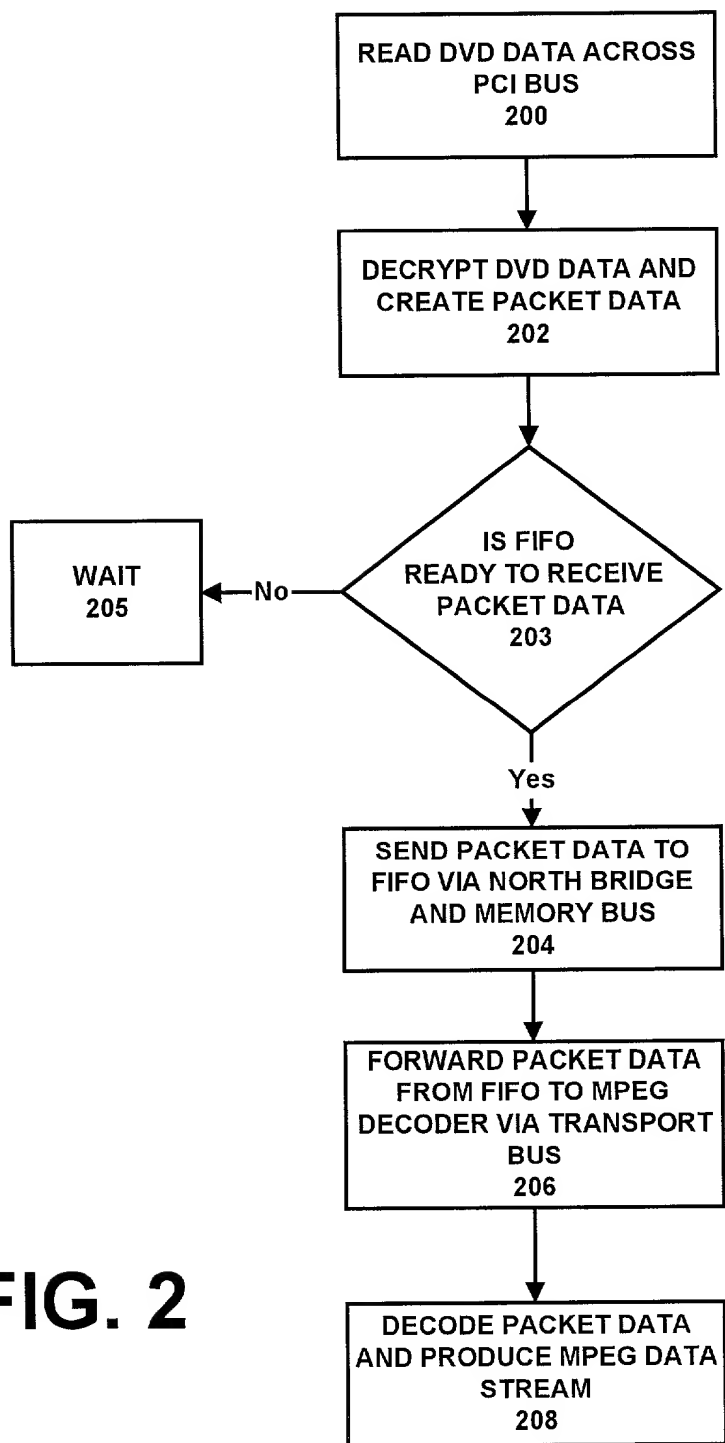 READ DVD DATA ACROSS
PCI BUS
200
DECRYPT DVD DATA AND
CREATE PACKET DATA
202
IS FIFO
READY TO RECEIVE
PACKET DATA
203
No
WAIT
205
Yes
SEND PACKET DATA TO
FIFO VIA NORTH BRIDGE
AND MEMORY BUS
204
FORWARD PACKET DATA
FROM FIFO TO MPEG
DECODER VIA TRANSPORT
BUS
206
DECODE PACKET DATA
AND PRODUCE MPEG DATA
STREAM
208
FIG. 2